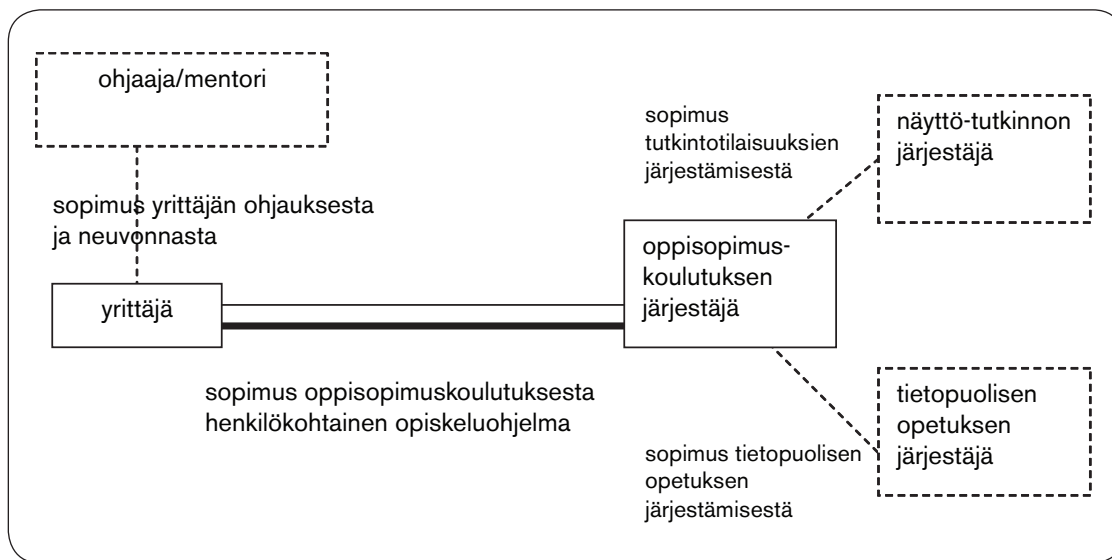 ohjaaja/mentori
sopimus yrittäjän ohjauksesta
ja neuvonnasta
yrittäjä
sopimus oppisopimuskoulutuksesta
henkilökohtainen opiskeluohjelma
oppisopimus-
koulutuksen
järjestäjä
sopimus
tutkintotilaisuuksien
järjestämisestä
näyttö-tutkinnon
järjestäjä
sopimus tietopuolisen
opetuksen
järjestämisestä
tietopuolisen
opetuksen
järjestäjä